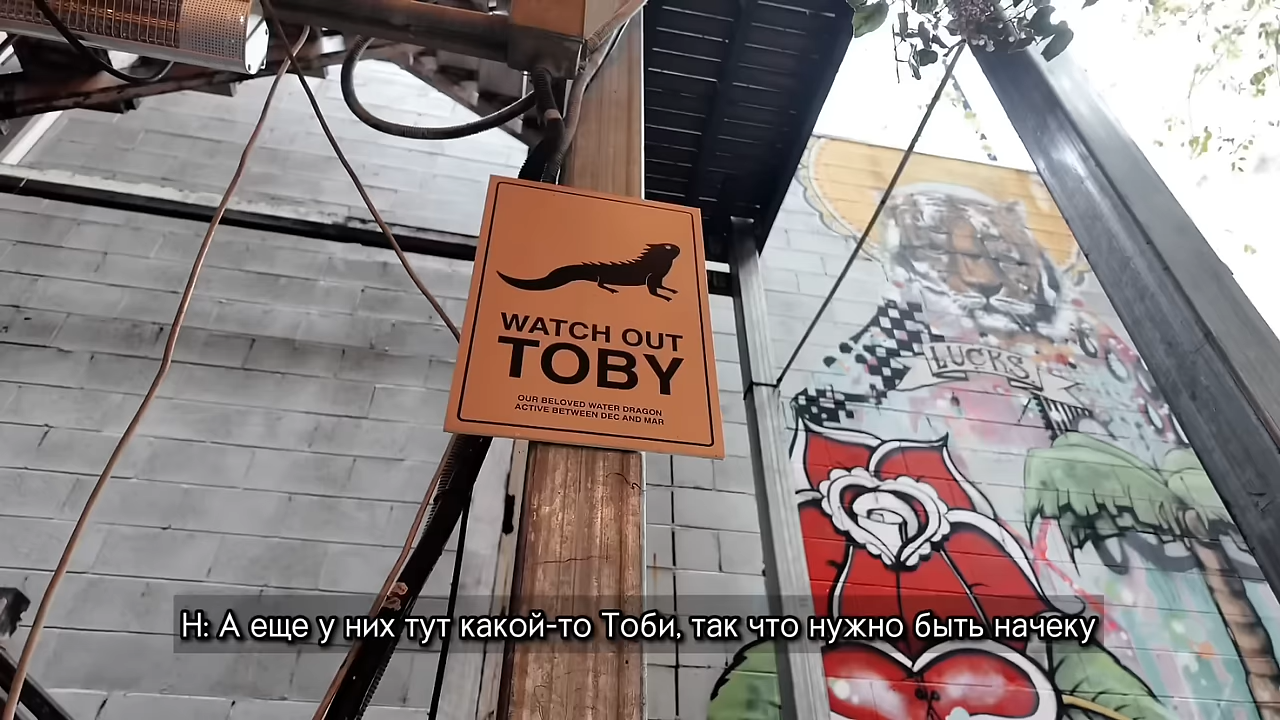 WATCH OUT
TOBY
OUR BELOVED WATER DRAGON
ACTIVE BETWEEN DEC AND MAR
LUCKS
Н: А еще у них тут какой-то Тоби, так что нужно быть начеку